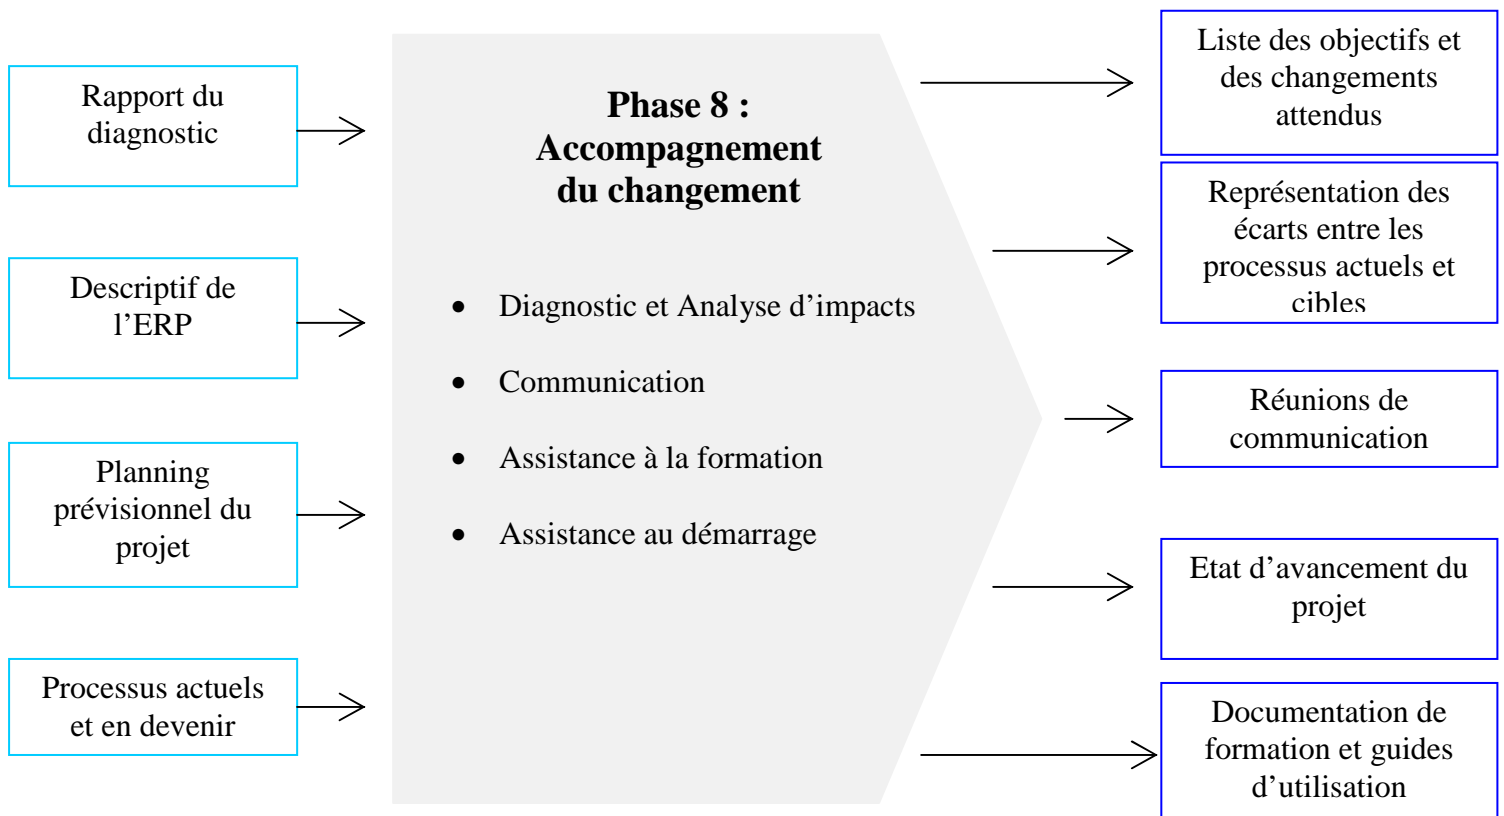 Rapport du
diagnostic
Descriptif de
l’ERP
Planning
prévisionnel du
projet
Processus actuels
et en devenir
Phase 8 :
Accompagnement
du changement
• Diagnostic et Analyse d’impacts
• Communication
• Assistance à la formation
• Assistance au démarrage
Liste des objectifs et
des changements
attendus
Représentation des
écarts entre les
processus actuels et
cibles
Réunions de
communication
Etat d’avancement du
projet
Documentation de
formation et guides
d’utilisation